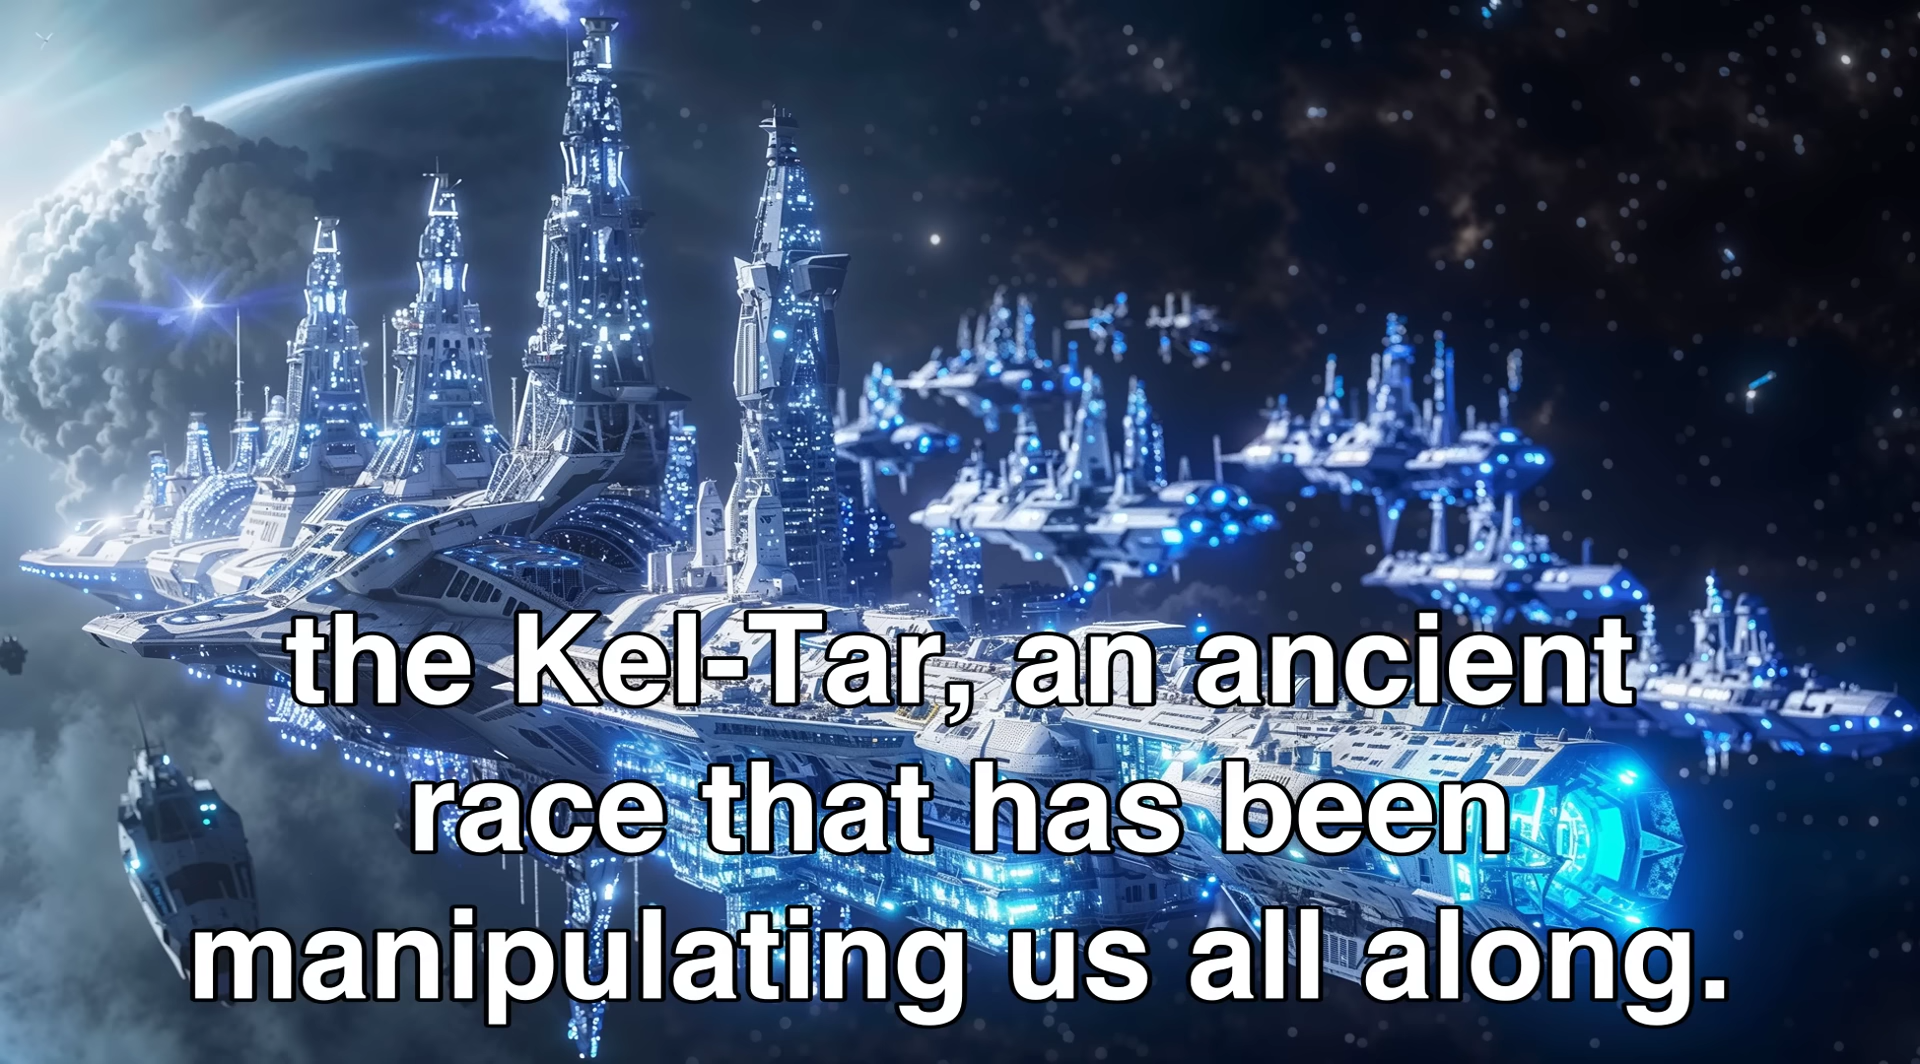 the Kel-Tar, an ancient
race that has been
manipulating us all along.